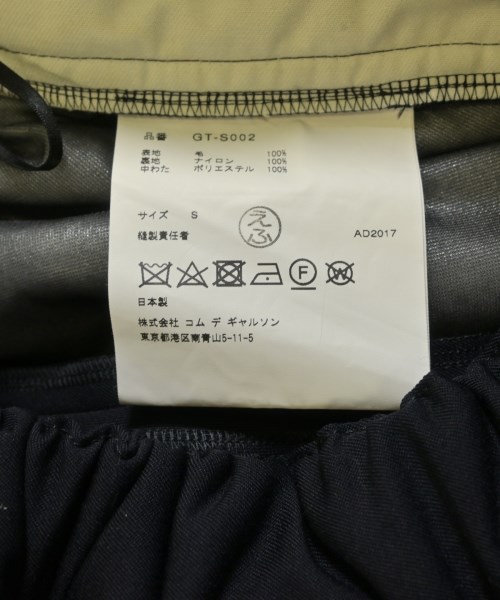 品番 GT-S002
表地 毛 100%
裏地 ナイロン 100%
中わた ポリエステル 100%
サイズ S
えふ
縫製責任者 AD2017
F W
日本製
株式会社 コム デ ギャルソン
東京都港区南青山5-11-5